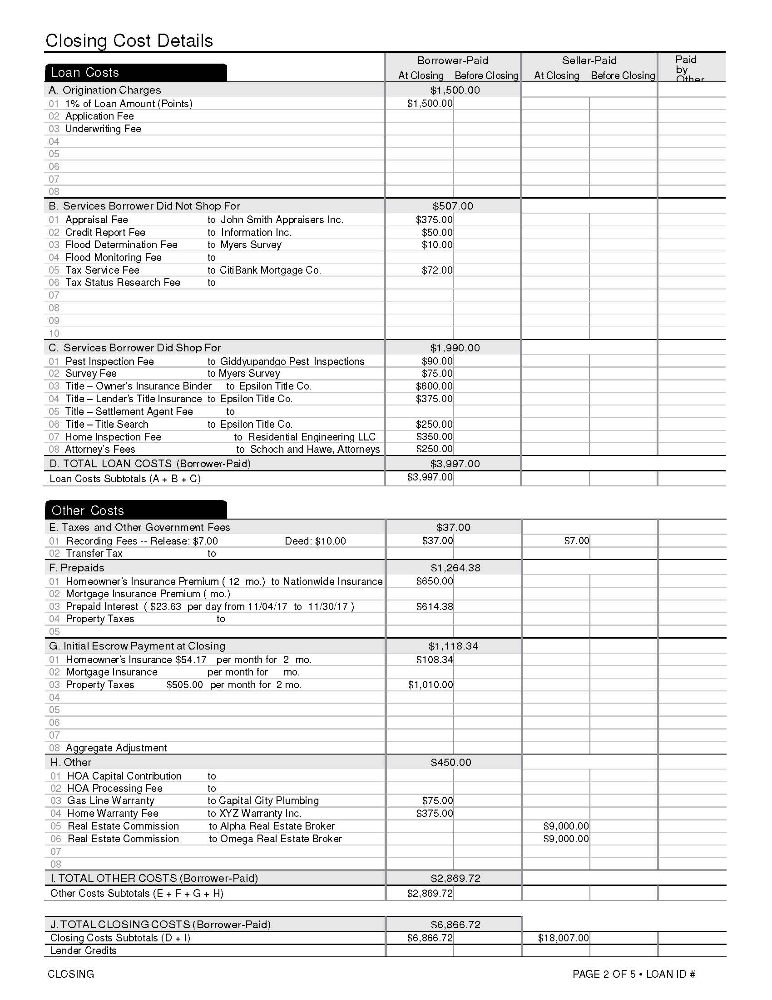 Closing Cost Details
Loan Costs
Borrower-Paid Seller-Paid Paid by Other
At Closing Before Closing At Closing Before Closing
A. Origination Charges $1,500.00
01 1% of Loan Amount (Points) $1,500.00
02 Application Fee
03 Underwriting Fee
04
05
06
07
08
B. Services Borrower Did Not Shop For $507.00
01 Appraisal Fee to John Smith Appraisers Inc. $375.00
02 Credit Report Fee to Information Inc. $50.00
03 Flood Determination Fee to Myers Survey $10.00
04 Flood Monitoring Fee to
05 Tax Service Fee to CitiBank Mortgage Co. $72.00
06 Tax Status Research Fee to
07
08
09
10
C. Services Borrower Did Shop For $1,990.00
01 Pest Inspection Fee to Giddyupandgo Pest Inspections $90.00
02 Survey Fee to Myers Survey $75.00
03 Title – Owner's Insurance Binder to Epsilon Title Co. $600.00
04 Title – Lender's Title Insurance to Epsilon Title Co. $375.00
05 Title – Settlement Agent Fee to
06 Title – Title Search to Epsilon Title Co. $250.00
07 Home Inspection Fee to Residential Engineering LLC $350.00
08 Attorney's Fees to Schoch and Hawe, Attorneys $250.00
D. TOTAL LOAN COSTS (Borrower-Paid) $3,997.00
Loan Costs Subtotals (A + B + C) $3,997.00
Other Costs
E. Taxes and Other Government Fees $37.00
01 Recording Fees -- Release: $7.00 Deed: $10.00 $37.00 $7.00
02 Transfer Tax to
F. Prepaids $1,264.38
01 Homeowner's Insurance Premium ( 12 mo.) to Nationwide Insurance $650.00
02 Mortgage Insurance Premium ( mo.)
03 Prepaid Interest ( $23.63 per day from 11/04/17 to 11/30/17 ) $614.38
04 Property Taxes to
05
G. Initial Escrow Payment at Closing $1,118.34
01 Homeowner's Insurance $54.17 per month for 2 mo. $108.34
02 Mortgage Insurance per month for mo.
03 Property Taxes $505.00 per month for 2 mo. $1,010.00
04
05
06
07
08 Aggregate Adjustment
H. Other $450.00
01 HOA Capital Contribution to
02 HOA Processing Fee to
03 Gas Line Warranty to Capital City Plumbing $75.00
04 Home Warranty Fee to XYZ Warranty Inc. $375.00
05 Real Estate Commission to Alpha Real Estate Broker $9,000.00
06 Real Estate Commission to Omega Real Estate Broker $9,000.00
07
08
I. TOTAL OTHER COSTS (Borrower-Paid) $2,869.72
Other Costs Subtotals (E + F + G + H) $2,869.72
J. TOTAL CLOSING COSTS (Borrower-Paid) $6,866.72
Closing Costs Subtotals (D + I) $6,866.72 $18,007.00
Lender Credits
CLOSING PAGE 2 OF 5 • LOAN ID #